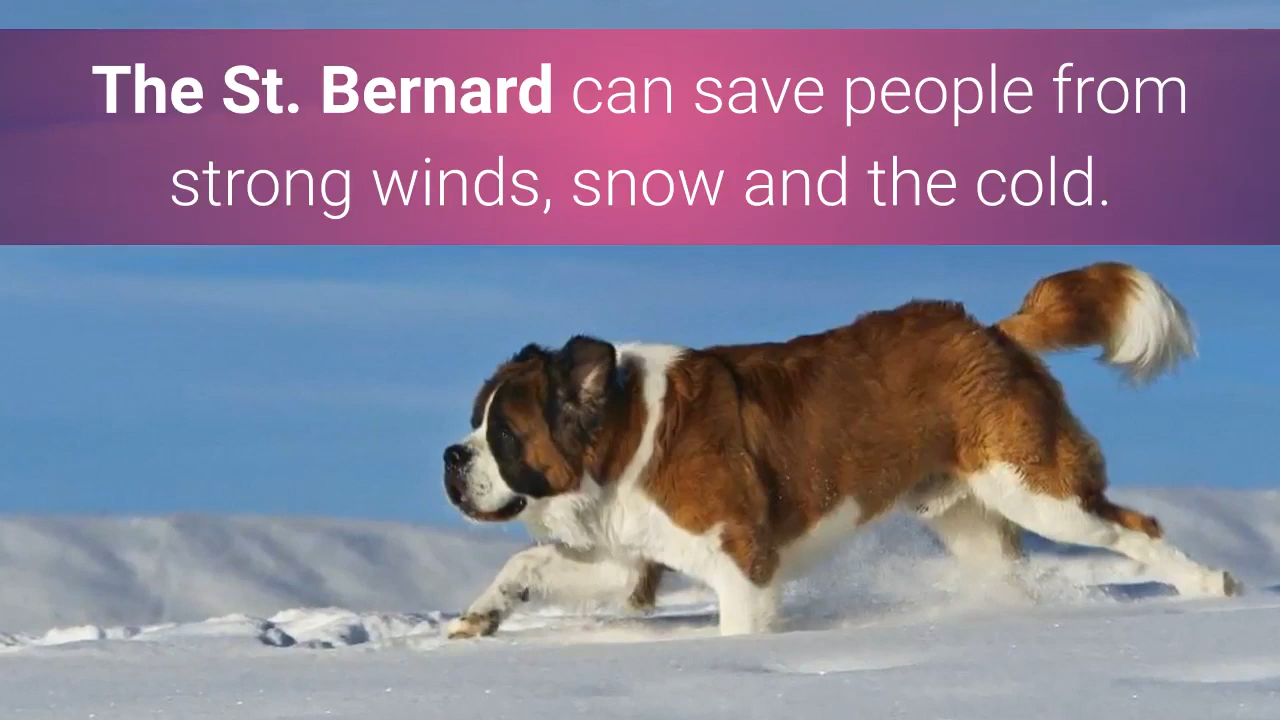 The St. Bernard can save people from
strong winds, snow and the cold.